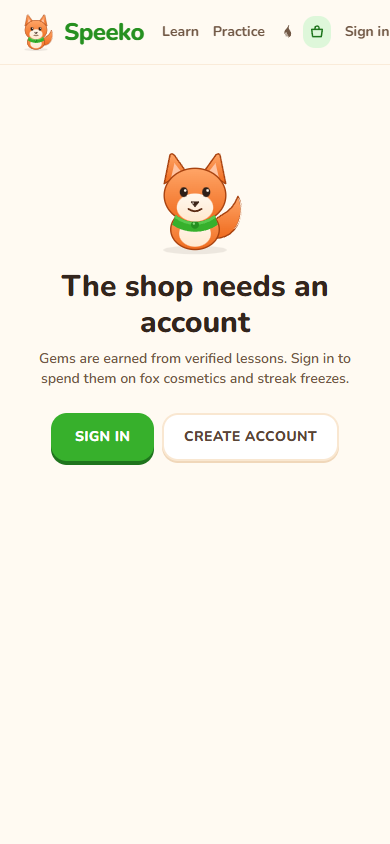 Speeko Learn Practice Sign in
The shop needs an
account
Gems are earned from verified lessons. Sign in to
spend them on fox cosmetics and streak freezes.
SIGN IN CREATE ACCOUNT